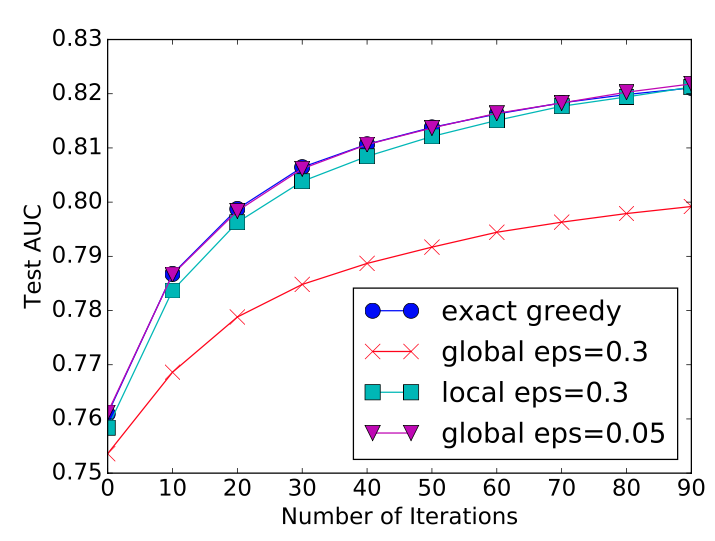 0.83
0.82
0.81
0.80
0.79
0.78
0.77
0.76
0.75
Test AUC
exact greedy
global eps=0.3
local eps=0.3
global eps=0.05
0 10 20 30 40 50 60 70 80 90
Number of Iterations